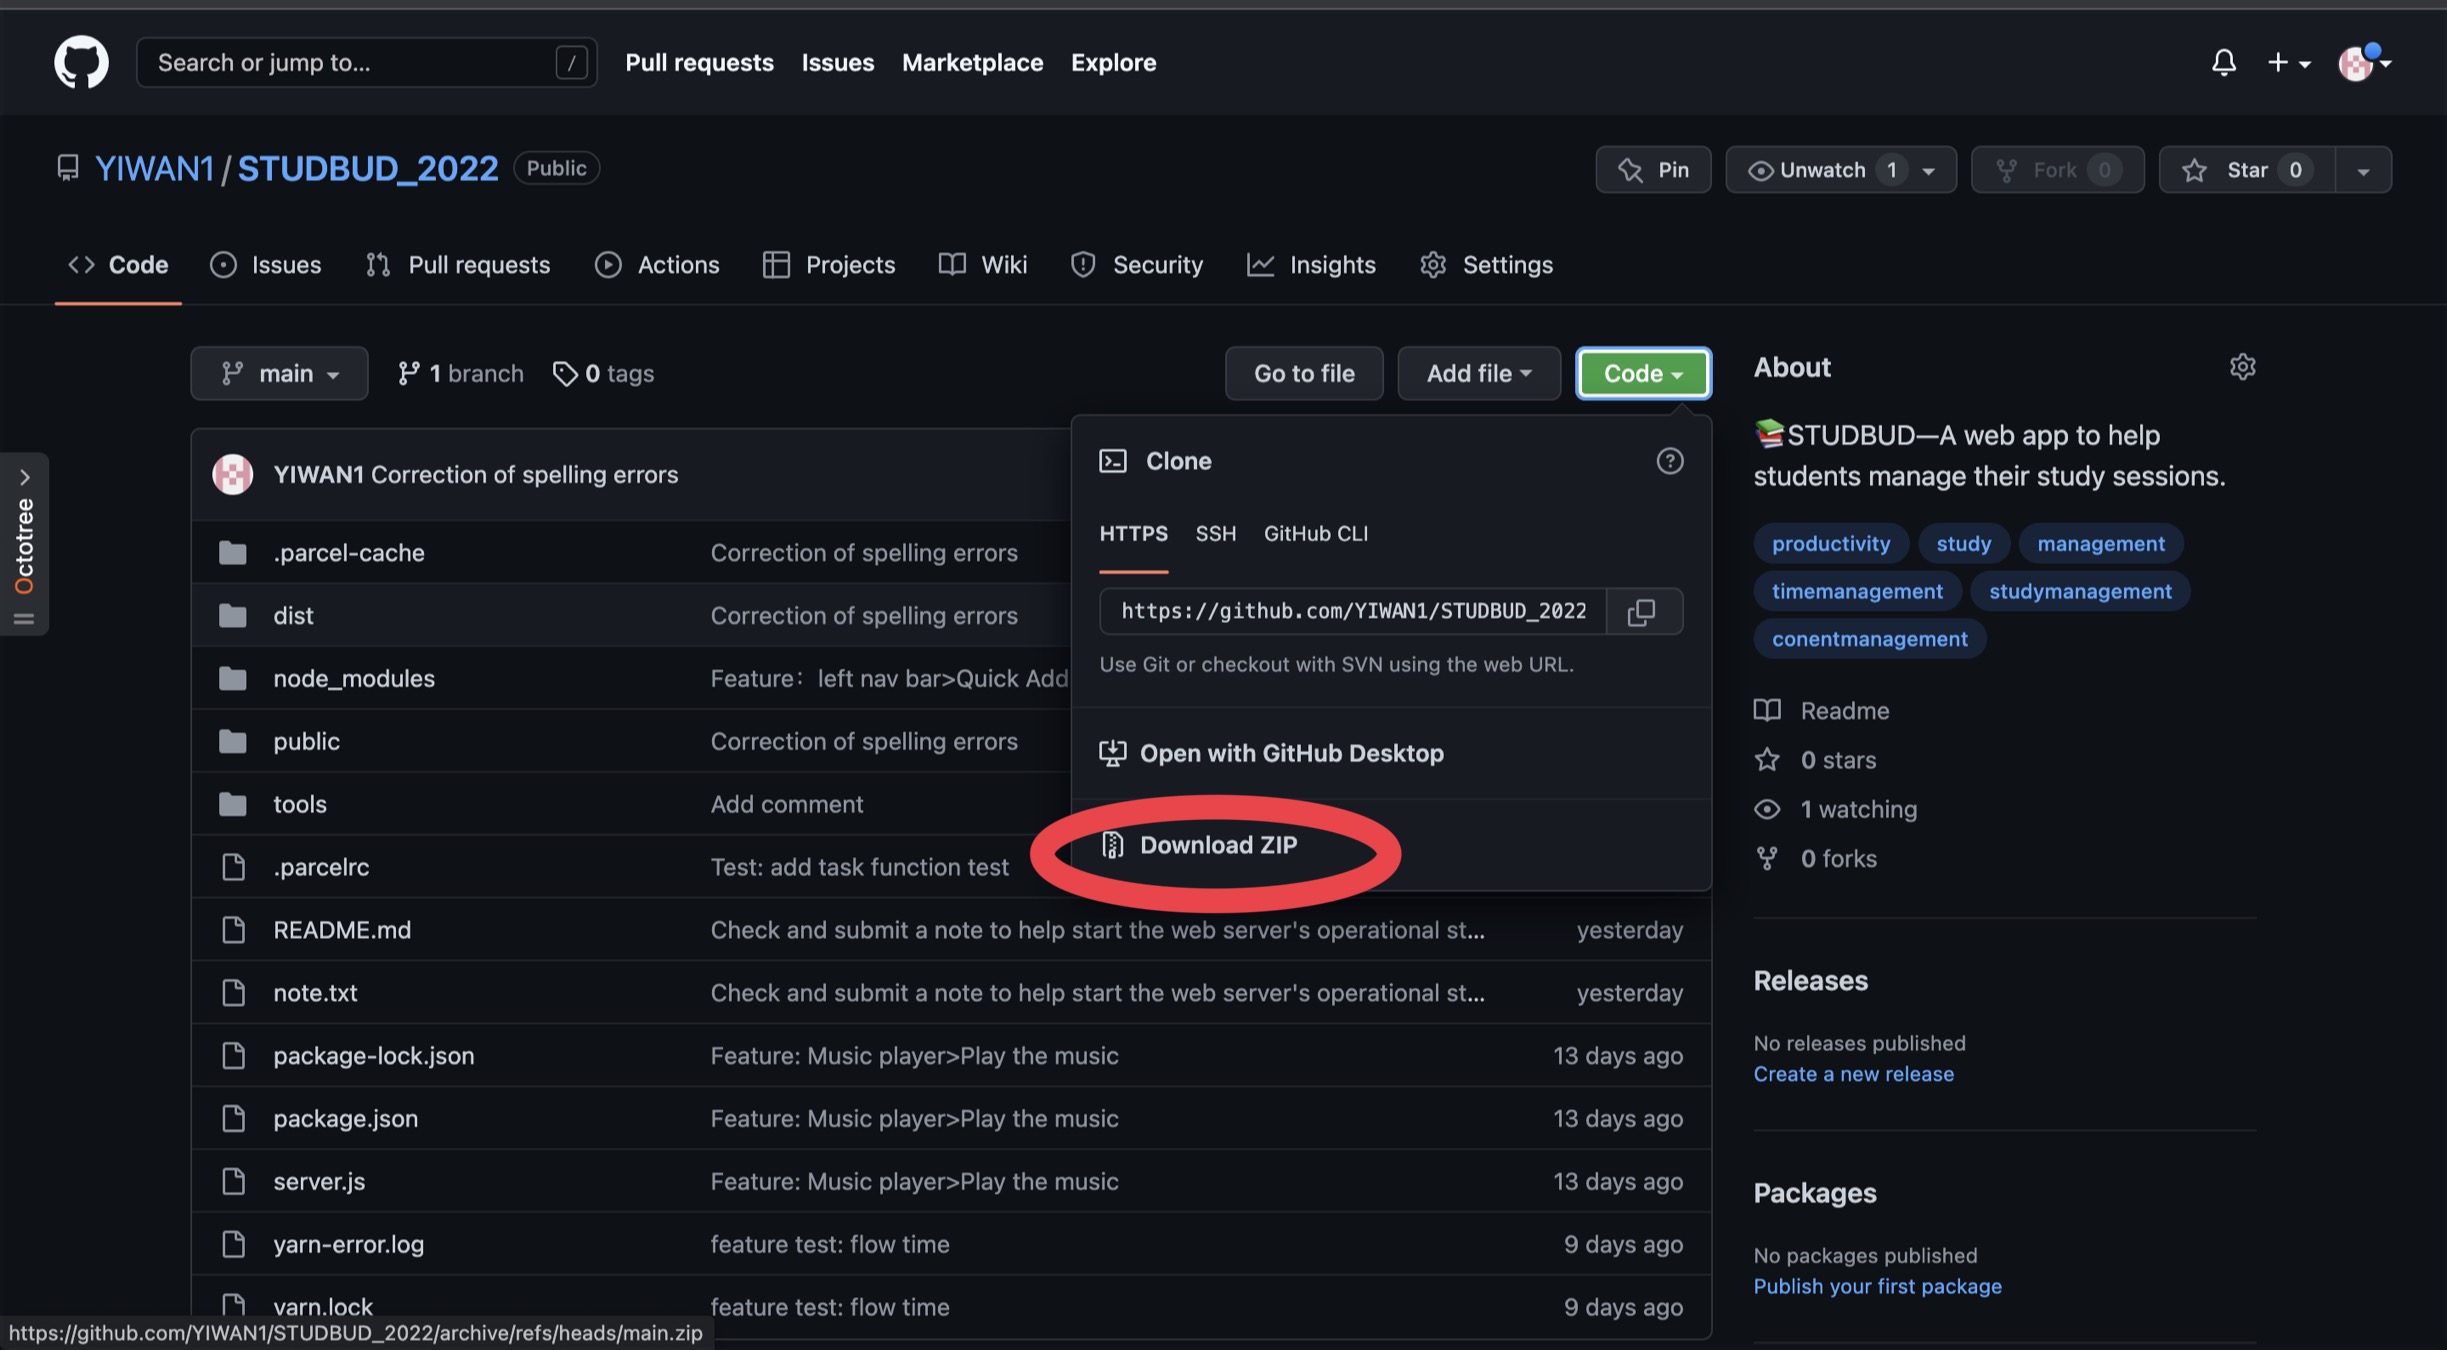 Search or jump to... /
Pull requests Issues Marketplace Explore
YIWAN1 / STUDBUD_2022 Public
Pin
Unwatch 1
Fork 0
Star 0
Code Issues Pull requests Actions Projects Wiki Security Insights Settings
main 1 branch 0 tags
Go to file Add file Code
YIWAN1 Correction of spelling errors
.parcel-cache Correction of spelling errors
dist Correction of spelling errors
node_modules Feature：left nav bar>Quick Add
public Correction of spelling errors
tools Add comment
.parcelrc Test: add task function test
README.md Check and submit a note to help start the web server's operational st... yesterday
note.txt Check and submit a note to help start the web server's operational st... yesterday
package-lock.json Feature: Music player>Play the music 13 days ago
package.json Feature: Music player>Play the music 13 days ago
server.js Feature: Music player>Play the music 13 days ago
yarn-error.log feature test: flow time 9 days ago
yarn.lock feature test: flow time 9 days ago
Clone
HTTPS SSH GitHub CLI
https://github.com/YIWAN1/STUDBUD_2022
Use Git or checkout with SVN using the web URL.
Open with GitHub Desktop
Download ZIP
About
📚STUDBUD—A web app to help
students manage their study sessions.
productivity study management
timemanagement studymanagement
conentmanagement
Readme
0 stars
1 watching
0 forks
Releases
No releases published
Create a new release
Packages
No packages published
Publish your first package
Octotree
https://github.com/YIWAN1/STUDBUD_2022/archive/refs/heads/main.zip